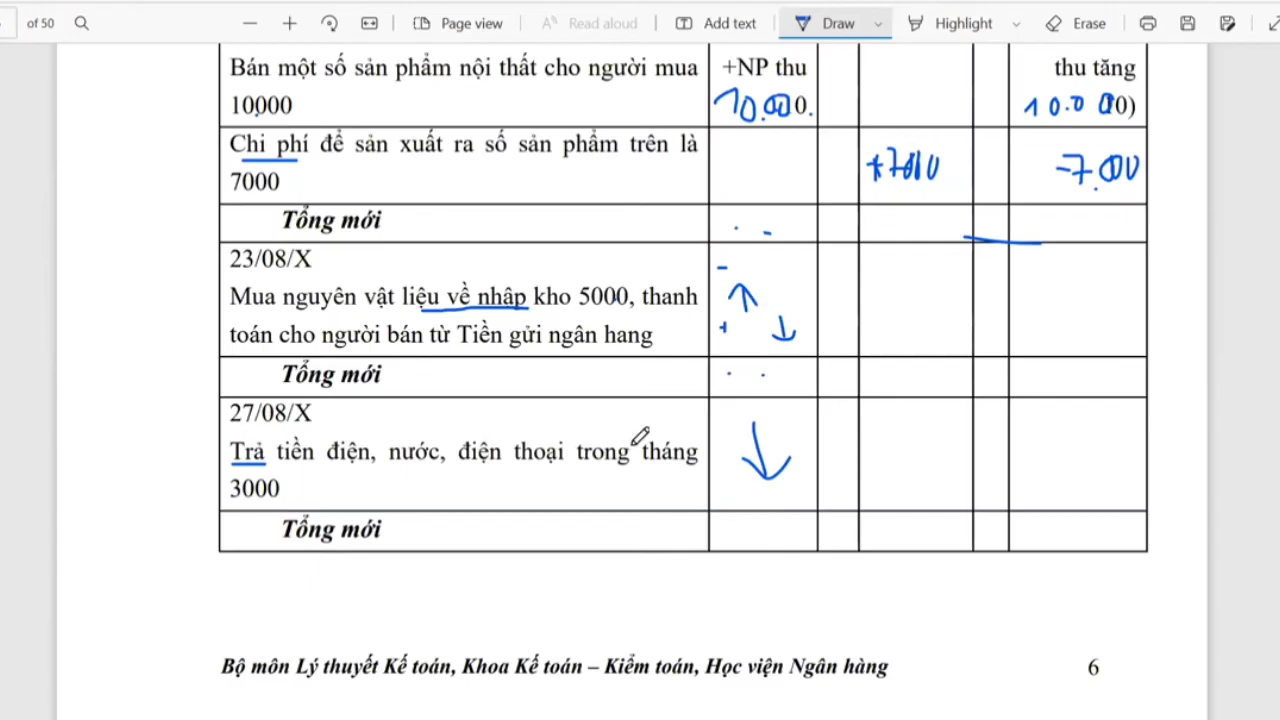 of 50
Page view
Read aloud
Add text
Draw
Highlight
Erase
Bán một số sản phẩm nội thất cho người mua +NP thu thu tăng
10,000 10.000. 10.000)
Chi phí để sản xuất ra số sản phẩm trên là
7000 +7000 -7.000
Tổng mới
23/08/X
Mua nguyên vật liệu về nhập kho 5000, thanh
toán cho người bán từ Tiền gửi ngân hang
Tổng mới
27/08/X
Trả tiền điện, nước, điện thoại trong tháng
3000
Tổng mới
Bộ môn Lý thuyết Kế toán, Khoa Kế toán – Kiểm toán, Học viện Ngân hàng 6